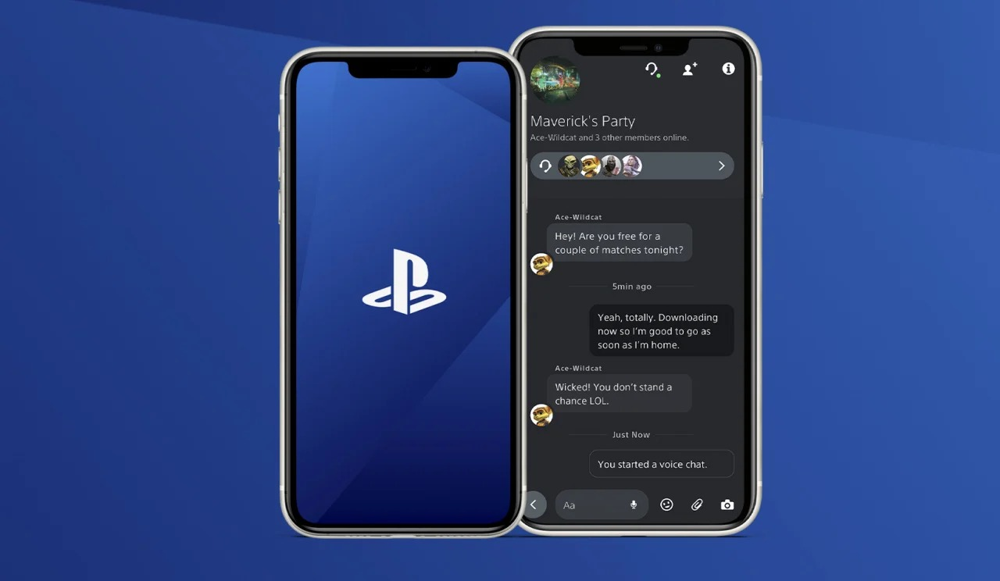 Maverick's Party
Ace-Wildcat and 3 other members online.
Ace-Wildcat
Hey! Are you free for a
couple of matches tonight?
5min ago
Yeah, totally. Downloading
now so I'm good to go as
soon as I'm home.
Ace-Wildcat
Wicked! You don't stand a
chance LOL.
Just Now
You started a voice chat.
Aa